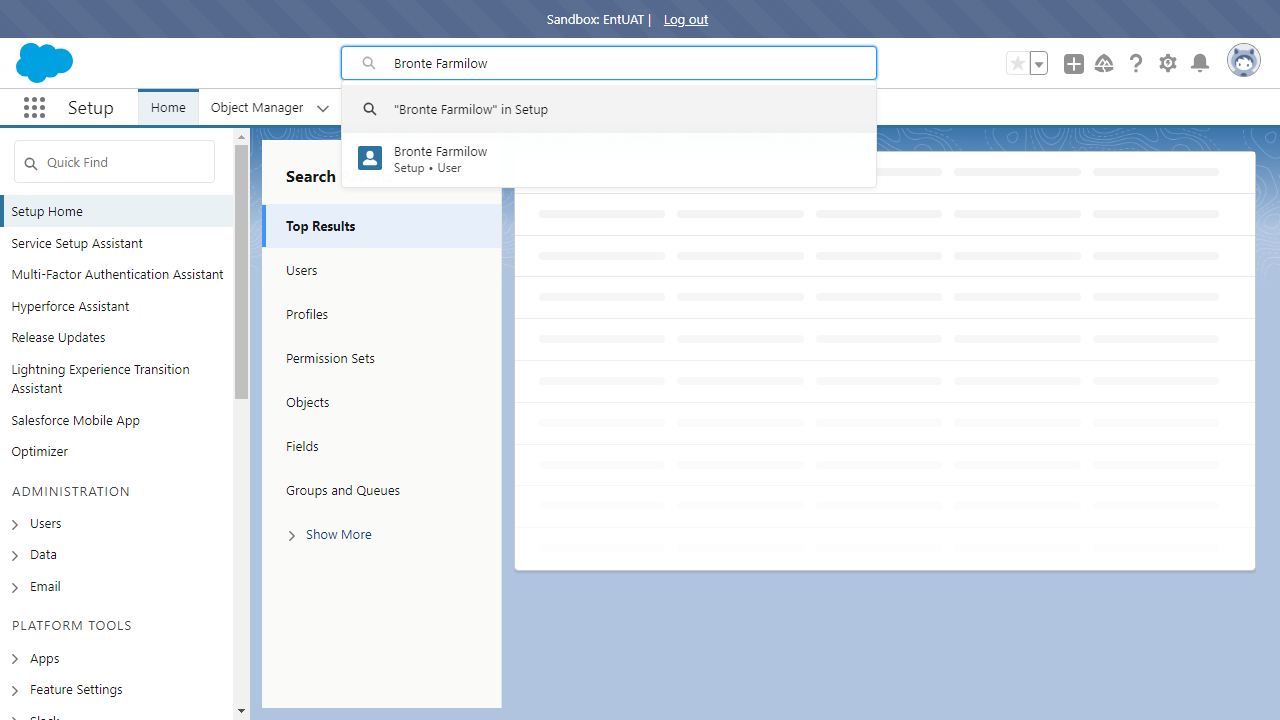 Sandbox: EntUAT | Log out
Bronte Farmilow
Setup
Home
Object Manager
"Bronte Farmilow" in Setup
Bronte Farmilow
Setup • User
Quick Find
Setup Home
Service Setup Assistant
Multi-Factor Authentication Assistant
Hyperforce Assistant
Release Updates
Lightning Experience Transition
Assistant
Salesforce Mobile App
Optimizer
ADMINISTRATION
Users
Data
Email
PLATFORM TOOLS
Apps
Feature Settings
Slack
Search
Top Results
Users
Profiles
Permission Sets
Objects
Fields
Groups and Queues
Show More